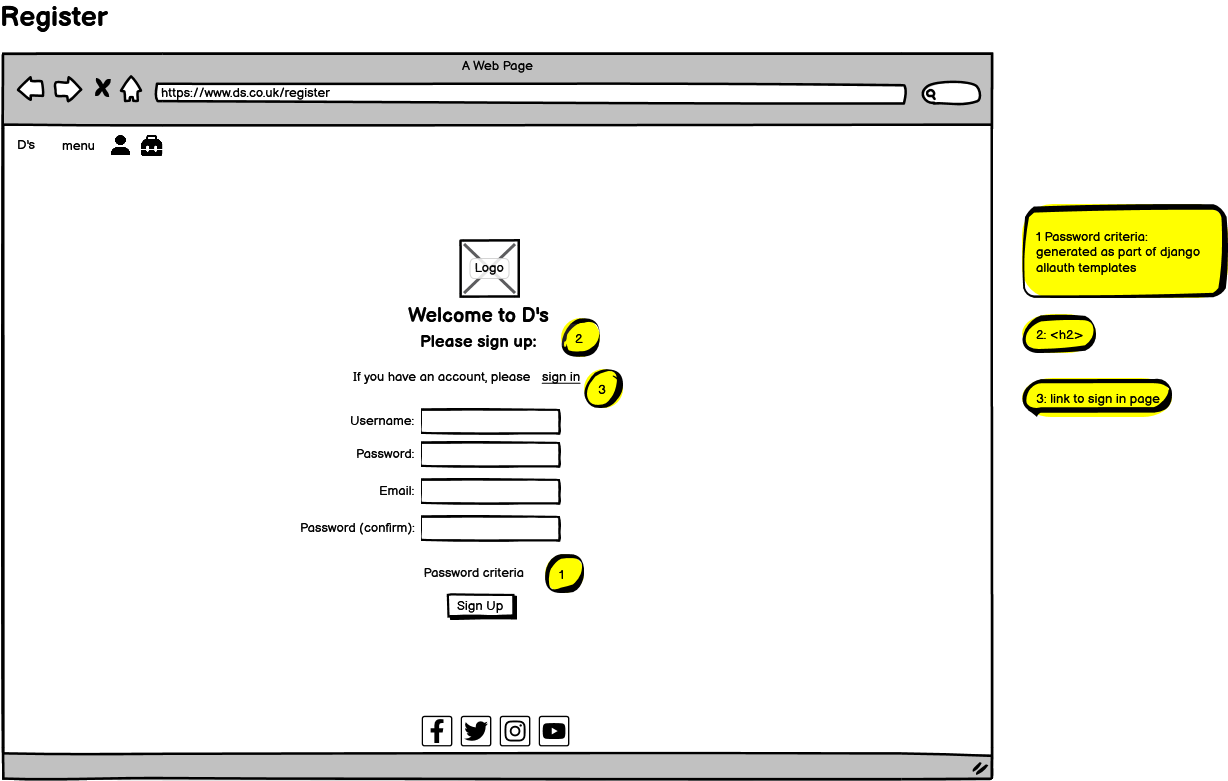 Register
A Web Page
https://www.ds.co.uk/register
D's menu
Logo
Welcome to D's
Please sign up:
2
If you have an account, please sign in
3
Username:
Password:
Email:
Password (confirm):
Password criteria
1
Sign Up
1 Password criteria:
generated as part of django
allauth templates
2: <h2>
3: link to sign in page